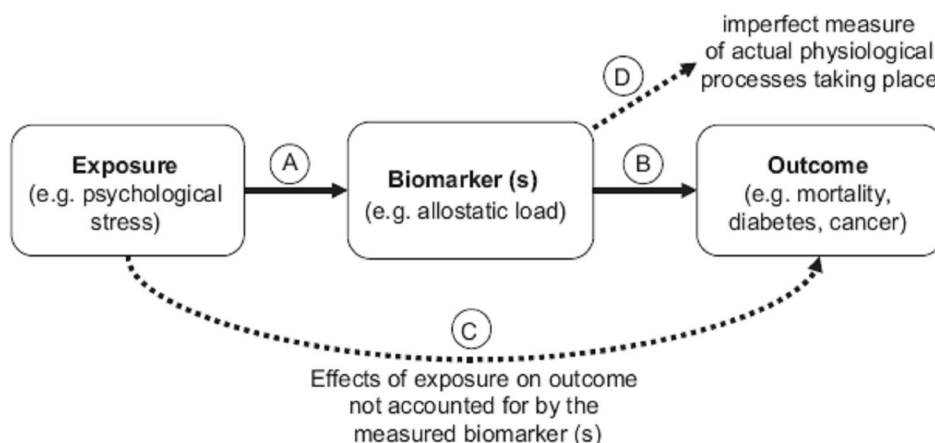 imperfect measure
of actual physiological
processes taking place
D
Exposure
(e.g. psychological
stress)
A
Biomarker (s)
(e.g. allostatic load)
B
Outcome
(e.g. mortality,
diabetes, cancer)
C
Effects of exposure on outcome
not accounted for by the
measured biomarker (s)